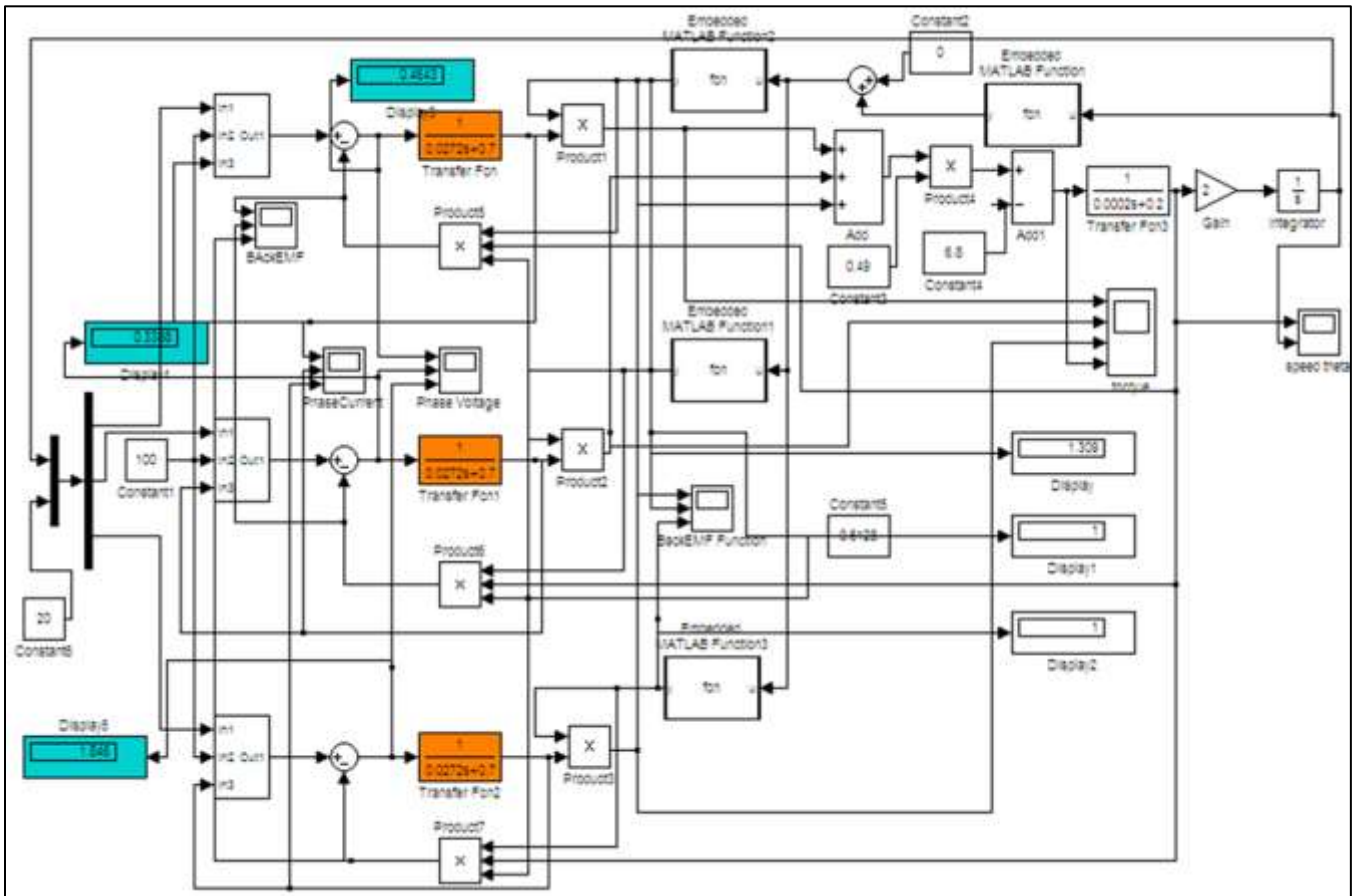 Embedded
MATLAB Function2
fcn
u
Constant2
0
Embedded
MATLAB Function
fcn
u
y
0.4643
Display3
In1
In2
In3
Out1
1
0.0272s+0.7
Transfer Fcn
X
Product1
+
+
+
Add
X
Product4
+
−
Add1
1
0.0002s+0.2
Transfer Fcn3
2
Gain
1
s
Integrator
BAckEMF
Product5
X
0.49
Constant3
6.8
Constant4
Embedded
MATLAB Function1
fcn
u
Display4
PhaseCurrent
Phase Voltage
torque
speed theta
In1
In2
In3
Out1
100
Constant1
1
0.0272s+0.7
Transfer Fcn1
X
Product2
1.309
Display
BackEMF Function
Constant5
0.6128
1
Display1
Product6
X
20
Constant6
1
Display2
Embedded
MATLAB Function3
fcn
u
In1
In2
In3
Out1
Display5
1.648
1
0.0272s+0.7
Transfer Fcn2
X
Product3
Product7
X